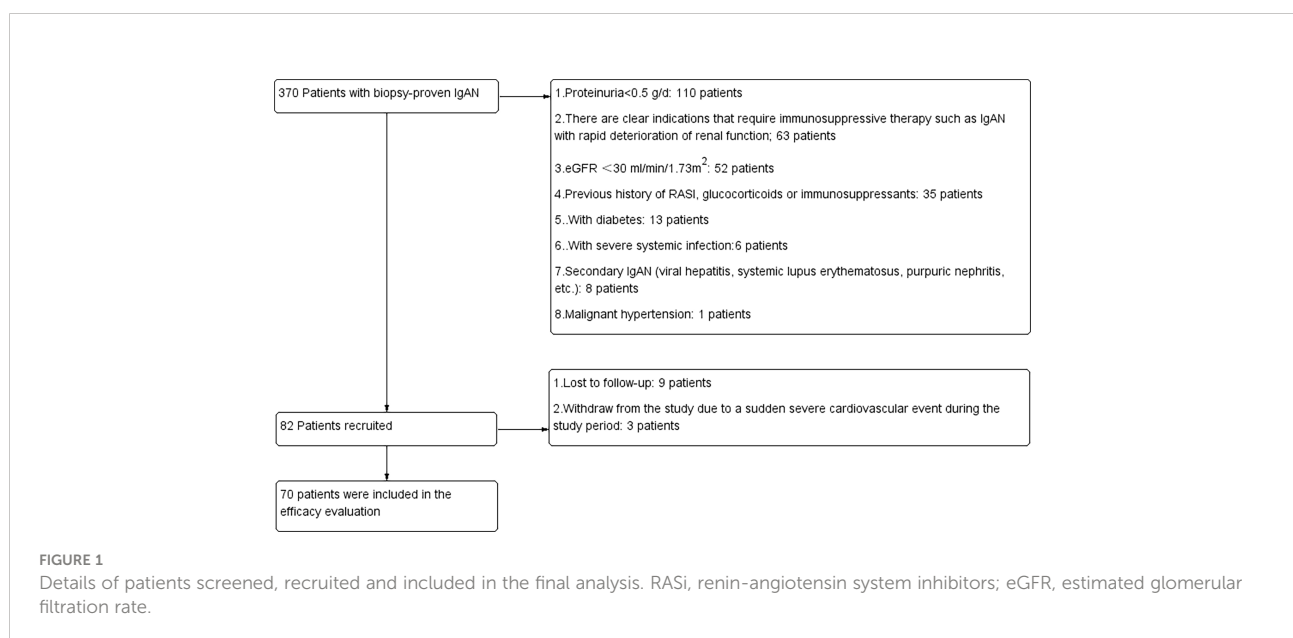 370 Patients with biopsy-proven IgAN
1.Proteinuria<0.5 g/d: 110 patients
2.There are clear indications that require immunosuppressive therapy such as IgAN
with rapid deterioration of renal function; 63 patients
3.eGFR ＜30 ml/min/1.73m²: 52 patients
4.Previous history of RASI, glucocorticoids or immunosuppressants: 35 patients
5..With diabetes: 13 patients
6..With severe systemic infection:6 patients
7.Secondary IgAN (viral hepatitis, systemic lupus erythematosus, purpuric nephritis,
etc.): 8 patients
8.Malignant hypertension: 1 patients
1.Lost to follow-up: 9 patients
2.Withdraw from the study due to a sudden severe cardiovascular event during the
study period: 3 patients
82 Patients recruited
70 patients were included in the
efficacy evaluation
FIGURE 1
Details of patients screened, recruited and included in the final analysis. RASi, renin-angiotensin system inhibitors; eGFR, estimated glomerular
filtration rate.